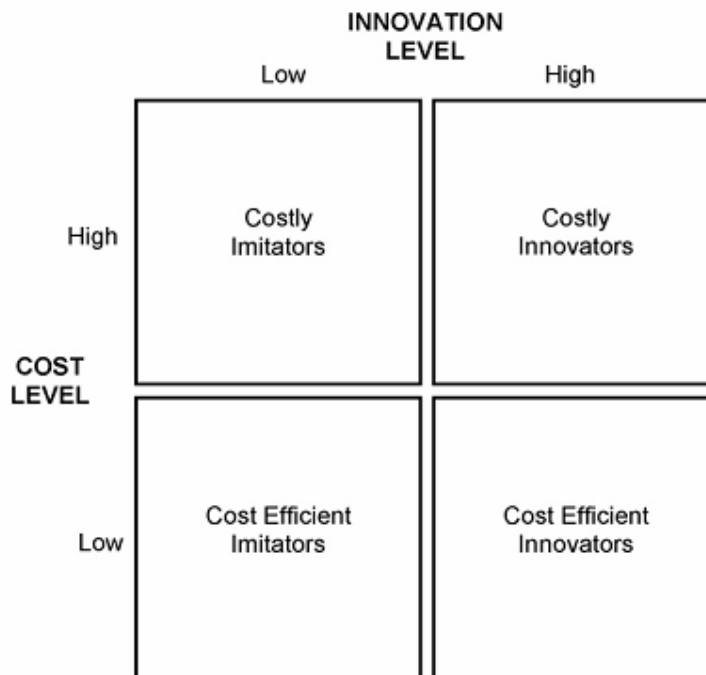 INNOVATION
LEVEL
Low
High
Costly
Imitators
Costly
Innovators
High
COST
LEVEL
Cost Efficient
Imitators
Cost Efficient
Innovators
Low